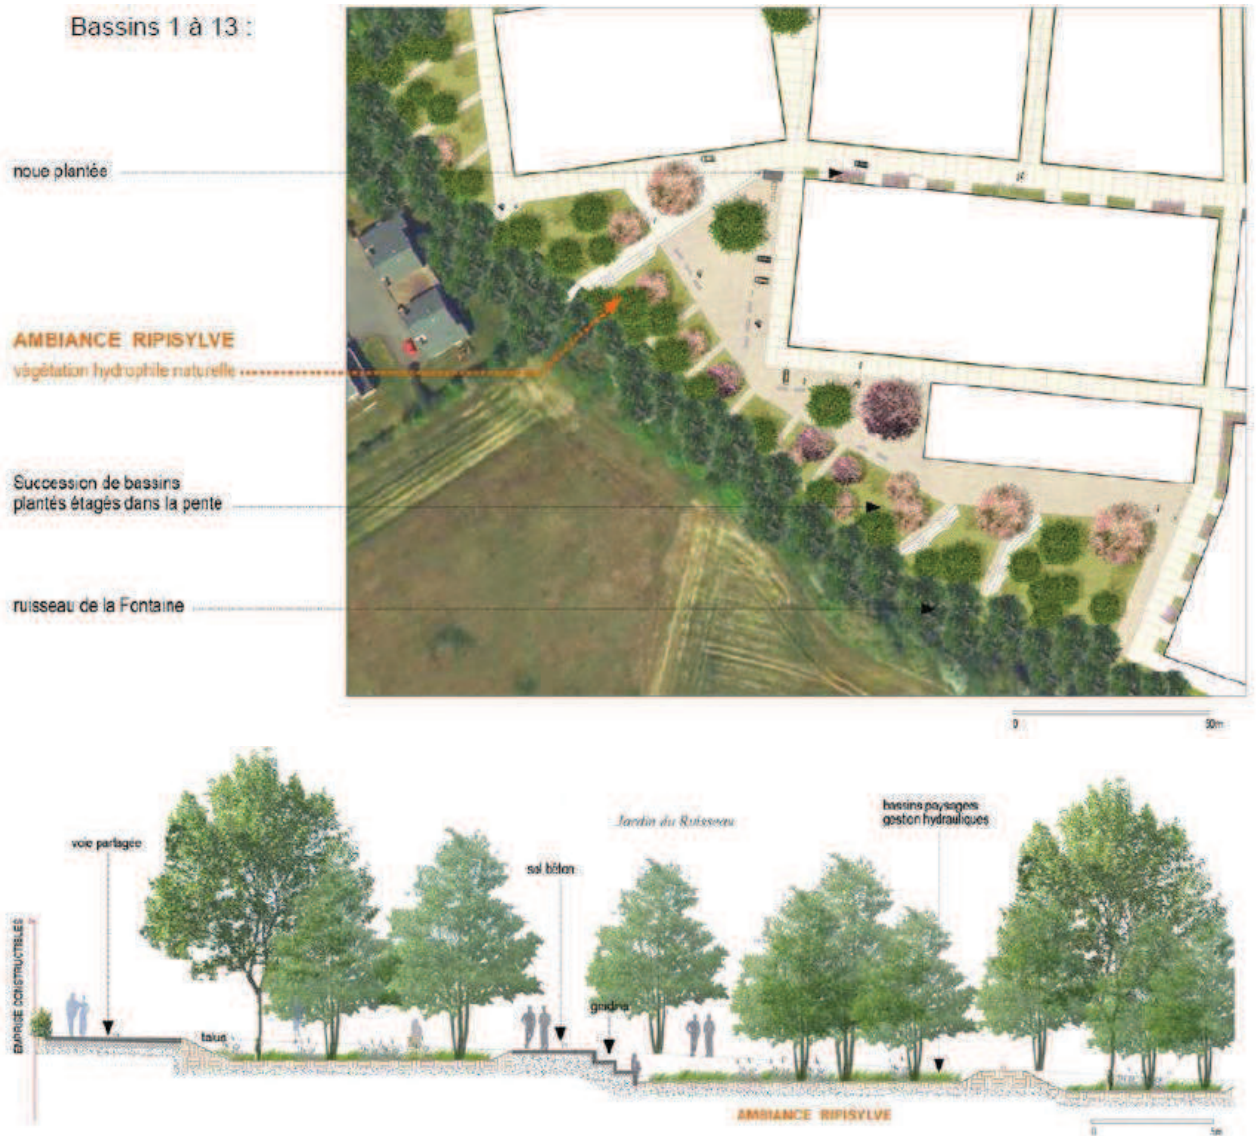 Bassins 1 à 13 :
noue plantée
AMBIANCE RIPISYLVE
végétation hydrophile naturelle
Succession de bassins
plantés étagés dans la pente
ruisseau de la Fontaine
0
Jardin du Ruisseau
bassins paysagers
gestion hydrauliques
voie partagée
sol béton
gradins
EMPRISE CONSTRUCTIBLES
talus
AMBIANCE RIPISYLVE
0 5m